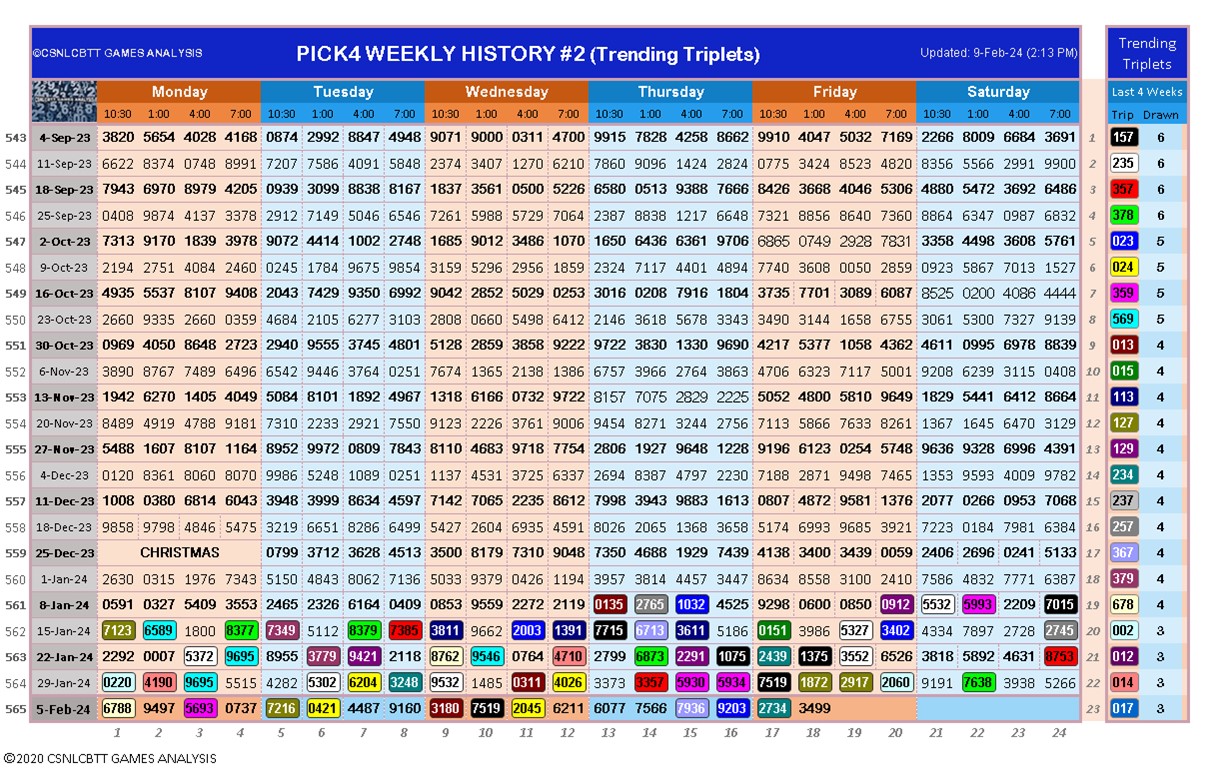 ©CSNLCBTT GAMES ANALYSIS PICK4 WEEKLY HISTORY #2 (Trending Triplets) Updated: 9-Feb-24 (2:13 PM) Trending
Triplets
Monday Tuesday Wednesday Thursday Friday Saturday Last 4 Weeks
10:30 1:00 4:00 7:00 10:30 1:00 4:00 7:00 10:30 1:00 4:00 7:00 10:30 1:00 4:00 7:00 10:30 1:00 4:00 7:00 10:30 1:00 4:00 7:00 Trip Drawn
543 4-Sep-23 3820 5654 4028 4168 0874 2992 8847 4948 9071 9000 0311 4700 9915 7828 4258 8662 9910 4047 5032 7169 2266 8009 6684 3691 1 157 6
544 11-Sep-23 6622 8374 0748 8991 7207 7586 4091 5848 2374 3407 1270 6210 7860 9096 1424 2824 0775 3424 8523 4820 8356 5566 2991 9900 2 235 6
545 18-Sep-23 7943 6970 8979 4205 0939 3099 8838 8167 1837 3561 0500 5226 6580 0513 9388 7666 8426 3668 4046 5306 4880 5472 3692 6486 3 357 6
546 25-Sep-23 0408 9874 4137 3378 2912 7149 5046 6546 7261 5988 5729 7064 2387 8838 1217 6648 7321 8856 8640 7360 8864 6347 0987 6832 4 378 6
547 2-Oct-23 7313 9170 1839 3978 9072 4414 1002 2748 1685 9012 3486 1070 1650 6436 6361 9706 6865 0749 2928 7831 3358 4498 3608 5761 5 023 5
548 9-Oct-23 2194 2751 4084 2460 0245 1784 9675 9854 3159 5296 2956 1859 2324 7117 4401 4894 7740 3608 0050 2859 0923 5867 7013 1527 6 024 5
549 16-Oct-23 4935 5537 8107 9408 2043 7429 9350 6992 9042 2852 5029 0253 3016 0208 7916 1804 3735 7701 3089 6087 8525 0200 4086 4444 7 359 5
550 23-Oct-23 2660 9335 2660 0359 4684 2105 6277 3103 2808 0660 5498 6412 2146 3618 5678 3343 3490 3144 1658 6755 3061 5300 7327 9139 8 569 5
551 30-Oct-23 0969 4050 8648 2723 2940 9555 3745 4801 5128 2859 3858 9222 9722 3830 1330 9690 4217 5377 1058 4362 4611 0995 6978 8839 9 013 4
552 6-Nov-23 3890 8767 7489 6496 6542 9446 3764 0251 7674 1365 2138 1386 6757 3966 2764 3863 4706 6323 7117 5001 9208 6239 3115 0408 10 015 4
553 13-Nov-23 1942 6270 1405 4049 5084 8101 1892 4967 1318 6166 0732 9722 8157 7075 2829 2225 5052 4800 5810 9649 1829 5441 6412 8664 11 113 4
554 20-Nov-23 8489 4919 4788 9181 7310 2233 2921 7550 9123 2226 3761 9006 9454 8271 3244 2756 7113 5866 7633 8261 1367 1645 6470 3129 12 127 4
555 27-Nov-23 5488 1607 8107 1164 8952 9972 0809 7843 8110 4683 9718 7754 2806 1927 9648 1228 9196 6123 0254 5748 9636 9328 6996 4391 13 129 4
556 4-Dec-23 0120 8361 8060 8070 9986 5248 1089 0251 1137 4531 3725 6337 2694 8387 4797 2230 7188 2871 9498 7465 1353 9593 4009 9782 14 234 4
557 11-Dec-23 1008 0380 6814 6043 3948 3999 8634 4597 7142 7065 2235 8612 7998 3943 9883 1613 0807 4872 9581 1376 2077 0266 0953 7068 15 237 4
558 18-Dec-23 9858 9798 4846 5475 3219 6651 8286 6499 5427 2604 6935 4591 8026 2065 1368 3658 5174 6993 9685 3921 7223 0184 7981 6384 16 257 4
559 25-Dec-23 CHRISTMAS 0799 3712 3628 4513 3500 8179 7310 9048 7350 4688 1929 7439 4138 3400 3439 0059 2406 2696 0241 5133 17 367 4
560 1-Jan-24 2630 0315 1976 7343 5150 4843 8062 7136 5033 9379 0426 1194 3957 3814 4457 3447 8634 8558 3100 2410 7586 4832 7771 6387 18 379 4
561 8-Jan-24 0591 0327 5409 3553 2465 2326 6164 0409 0853 9559 2272 2119 0135 2765 1032 4525 9298 0600 0850 0912 5532 5993 2209 7015 19 678 4
562 15-Jan-24 7123 6589 1800 8377 7349 5112 8379 7385 3811 9662 2003 1391 7715 6713 3611 5186 0151 3986 5327 3402 4334 7897 2728 2745 20 002 3
563 22-Jan-24 2292 0007 5372 9695 8955 3779 9421 2118 8762 9546 0764 4710 2799 6873 2291 1075 2439 1375 3552 6526 3818 5892 4631 8753 21 012 3
564 29-Jan-24 0220 4190 9695 5515 4282 5302 6204 3248 9532 1485 0311 4026 3373 3357 5930 5934 7519 1872 2917 2060 9191 7638 3938 5266 22 014 3
565 5-Feb-24 6788 9497 5693 0737 7216 0421 4487 9160 3180 7519 2045 6211 6077 7566 7936 9203 2734 3499 23 017 3
1 2 3 4 5 6 7 8 9 10 11 12 13 14 15 16 17 18 19 20 21 22 23 24
©2020 CSNLCBTT GAMES ANALYSIS